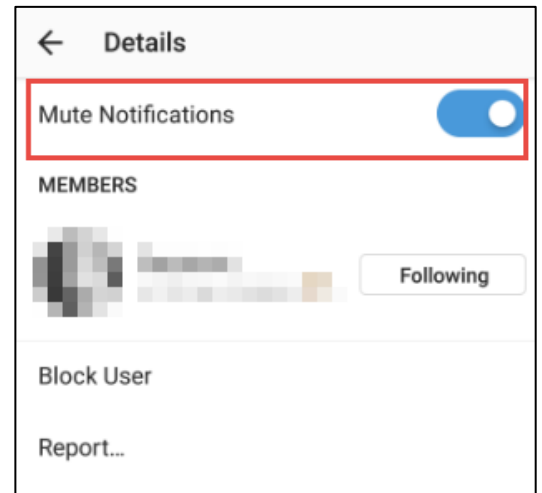 Details
Mute Notifications
MEMBERS
Following
Block User
Report...